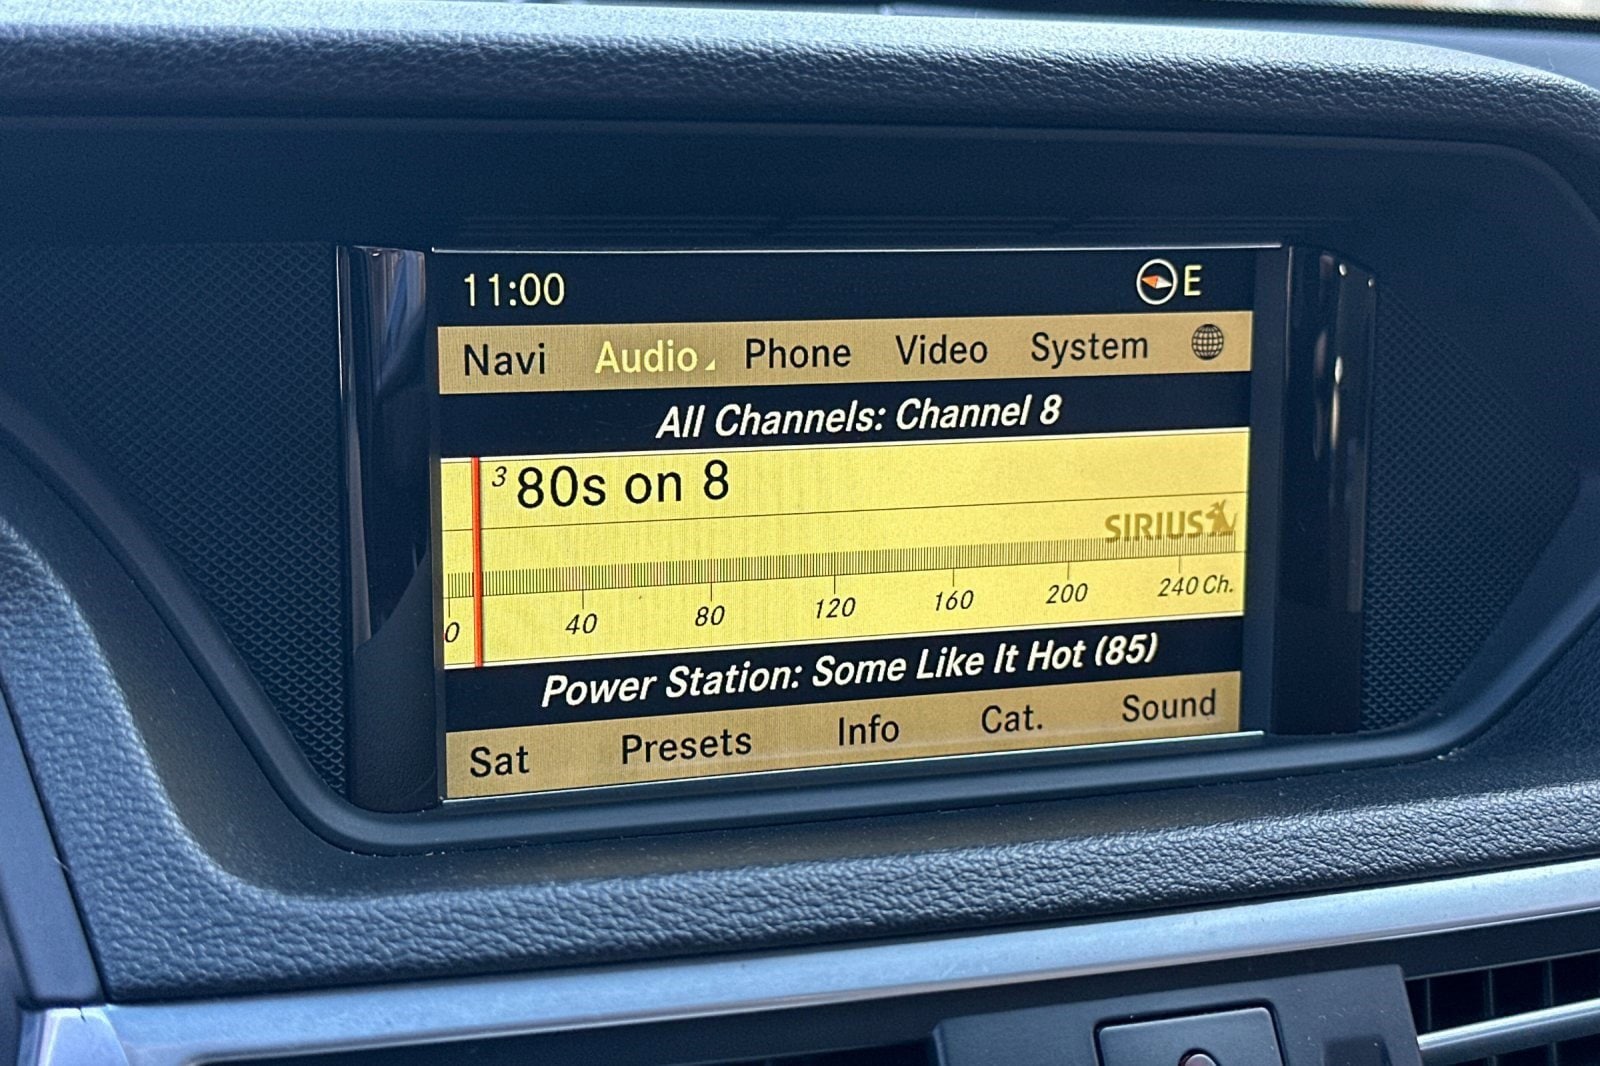 11:00 E
Navi Audio Phone Video System
All Channels: Channel 8
3 80s on 8
SIRIUS
0 40 80 120 160 200 240 Ch.
Power Station: Some Like It Hot (85)
Sat Presets Info Cat. Sound